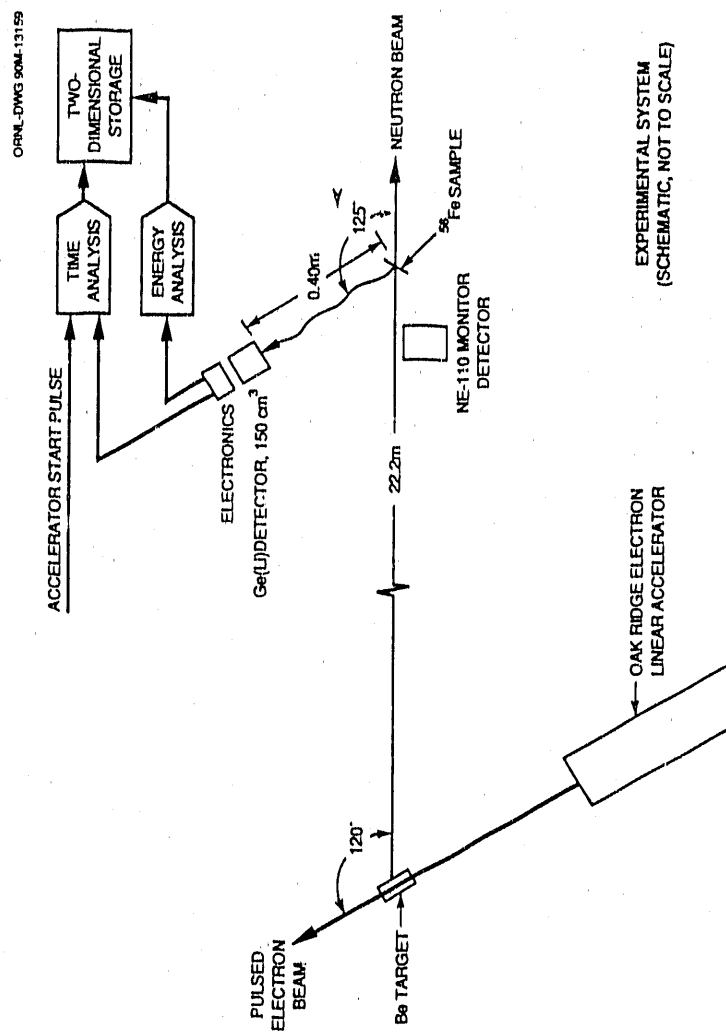 ORNL-DWG 90M-13159
ACCELERATOR START PULSE
TIME
ANALYSIS
TWO-
DIMENSIONAL
STORAGE
ENERGY
ANALYSIS
ELECTRONICS
Ge(Li)DETECTOR, 150 cm³
0.40m
125°
NEUTRON BEAM
⁵⁶Fe SAMPLE
NE-110 MONITOR
DETECTOR
22.2m
120°
PULSED
ELECTRON
BEAM
Be TARGET
OAK RIDGE ELECTRON
LINEAR ACCELERATOR
EXPERIMENTAL SYSTEM
(SCHEMATIC, NOT TO SCALE)